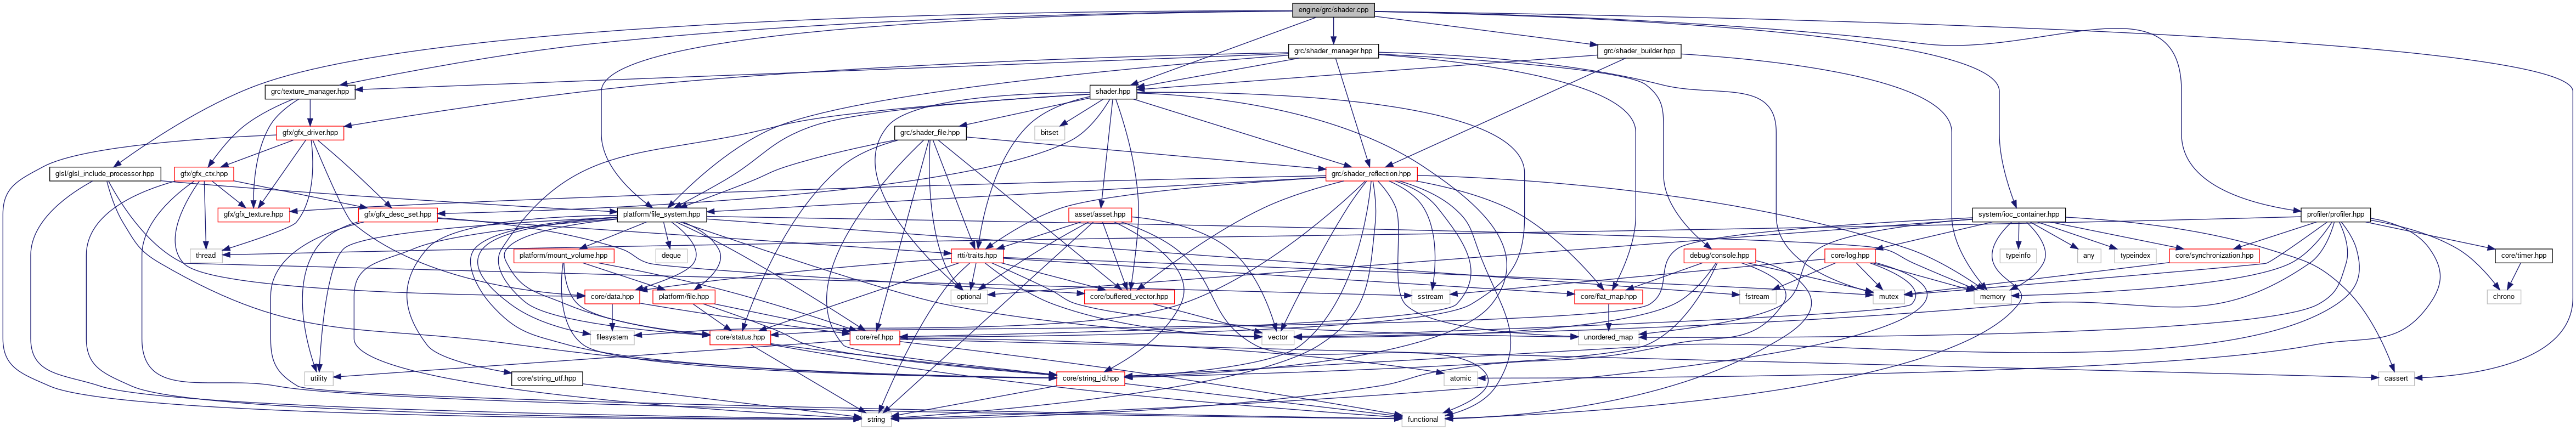 engine/grc/shader.cpp
grc/shader_manager.hpp
grc/shader_builder.hpp
grc/texture_manager.hpp
shader.hpp
gfx/gfx_driver.hpp
grc/shader_file.hpp
bitset
glsl/glsl_include_processor.hpp
gfx/gfx_ctx.hpp
grc/shader_reflection.hpp
gfx/gfx_texture.hpp
gfx/gfx_desc_set.hpp
platform/file_system.hpp
asset/asset.hpp
system/ioc_container.hpp
profiler/profiler.hpp
thread
platform/mount_volume.hpp
deque
rtti/traits.hpp
debug/console.hpp
core/log.hpp
typeinfo
any
typeindex
core/synchronization.hpp
core/timer.hpp
core/data.hpp
platform/file.hpp
optional
core/buffered_vector.hpp
sstream
core/flat_map.hpp
fstream
mutex
memory
chrono
filesystem
core/status.hpp
core/ref.hpp
vector
unordered_map
utility
core/string_utf.hpp
core/string_id.hpp
atomic
cassert
string
functional